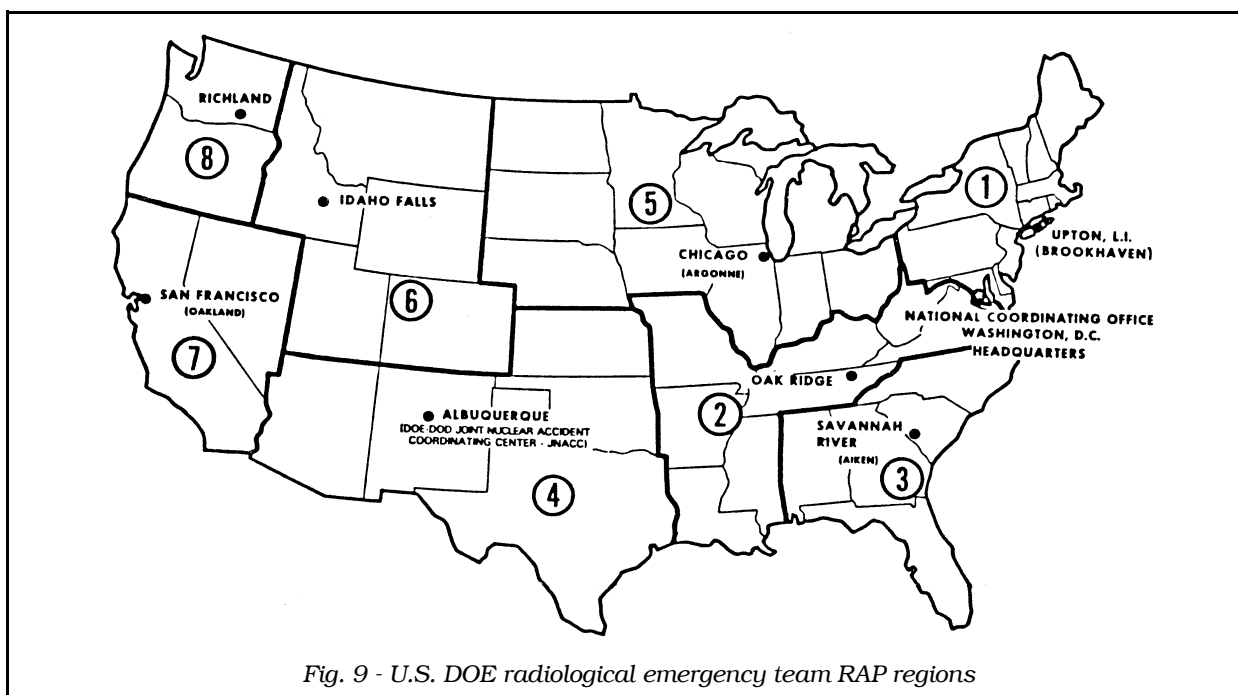 RICHLAND
8
IDAHO FALLS
5
1
UPTON, L.I.
(BROOKHAVEN)
CHICAGO
(ARGONNE)
6
SAN FRANCISCO
(OAKLAND)
7
NATIONAL COORDINATING OFFICE
WASHINGTON, D.C.
HEADQUARTERS
OAK RIDGE
2
ALBUQUERQUE
(DOE-DOD JOINT NUCLEAR ACCIDENT
COORDINATING CENTER - JNACC)
SAVANNAH
RIVER
(AIKEN)
3
4
Fig. 9 - U.S. DOE radiological emergency team RAP regions